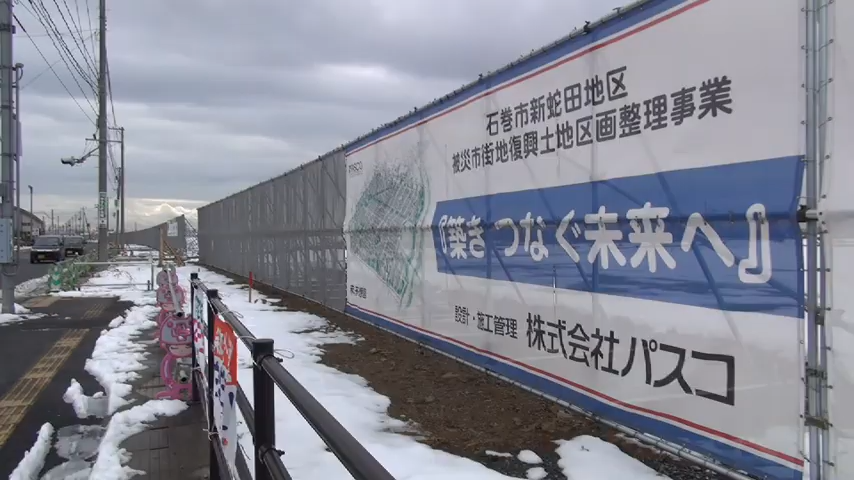 石巻市新蛇田地区
被災市街地復興土地区画整理事業
『築き つなぐ未来へ』
設計・施工管理 株式会社パスコ
PASCO